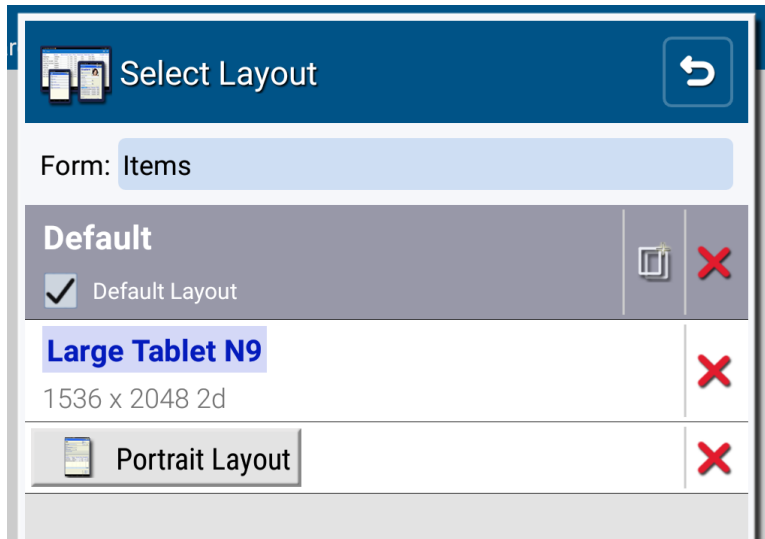 r
Select Layout
Form: Items
Default
Default Layout
Large Tablet N9
1536 x 2048 2d
Portrait Layout